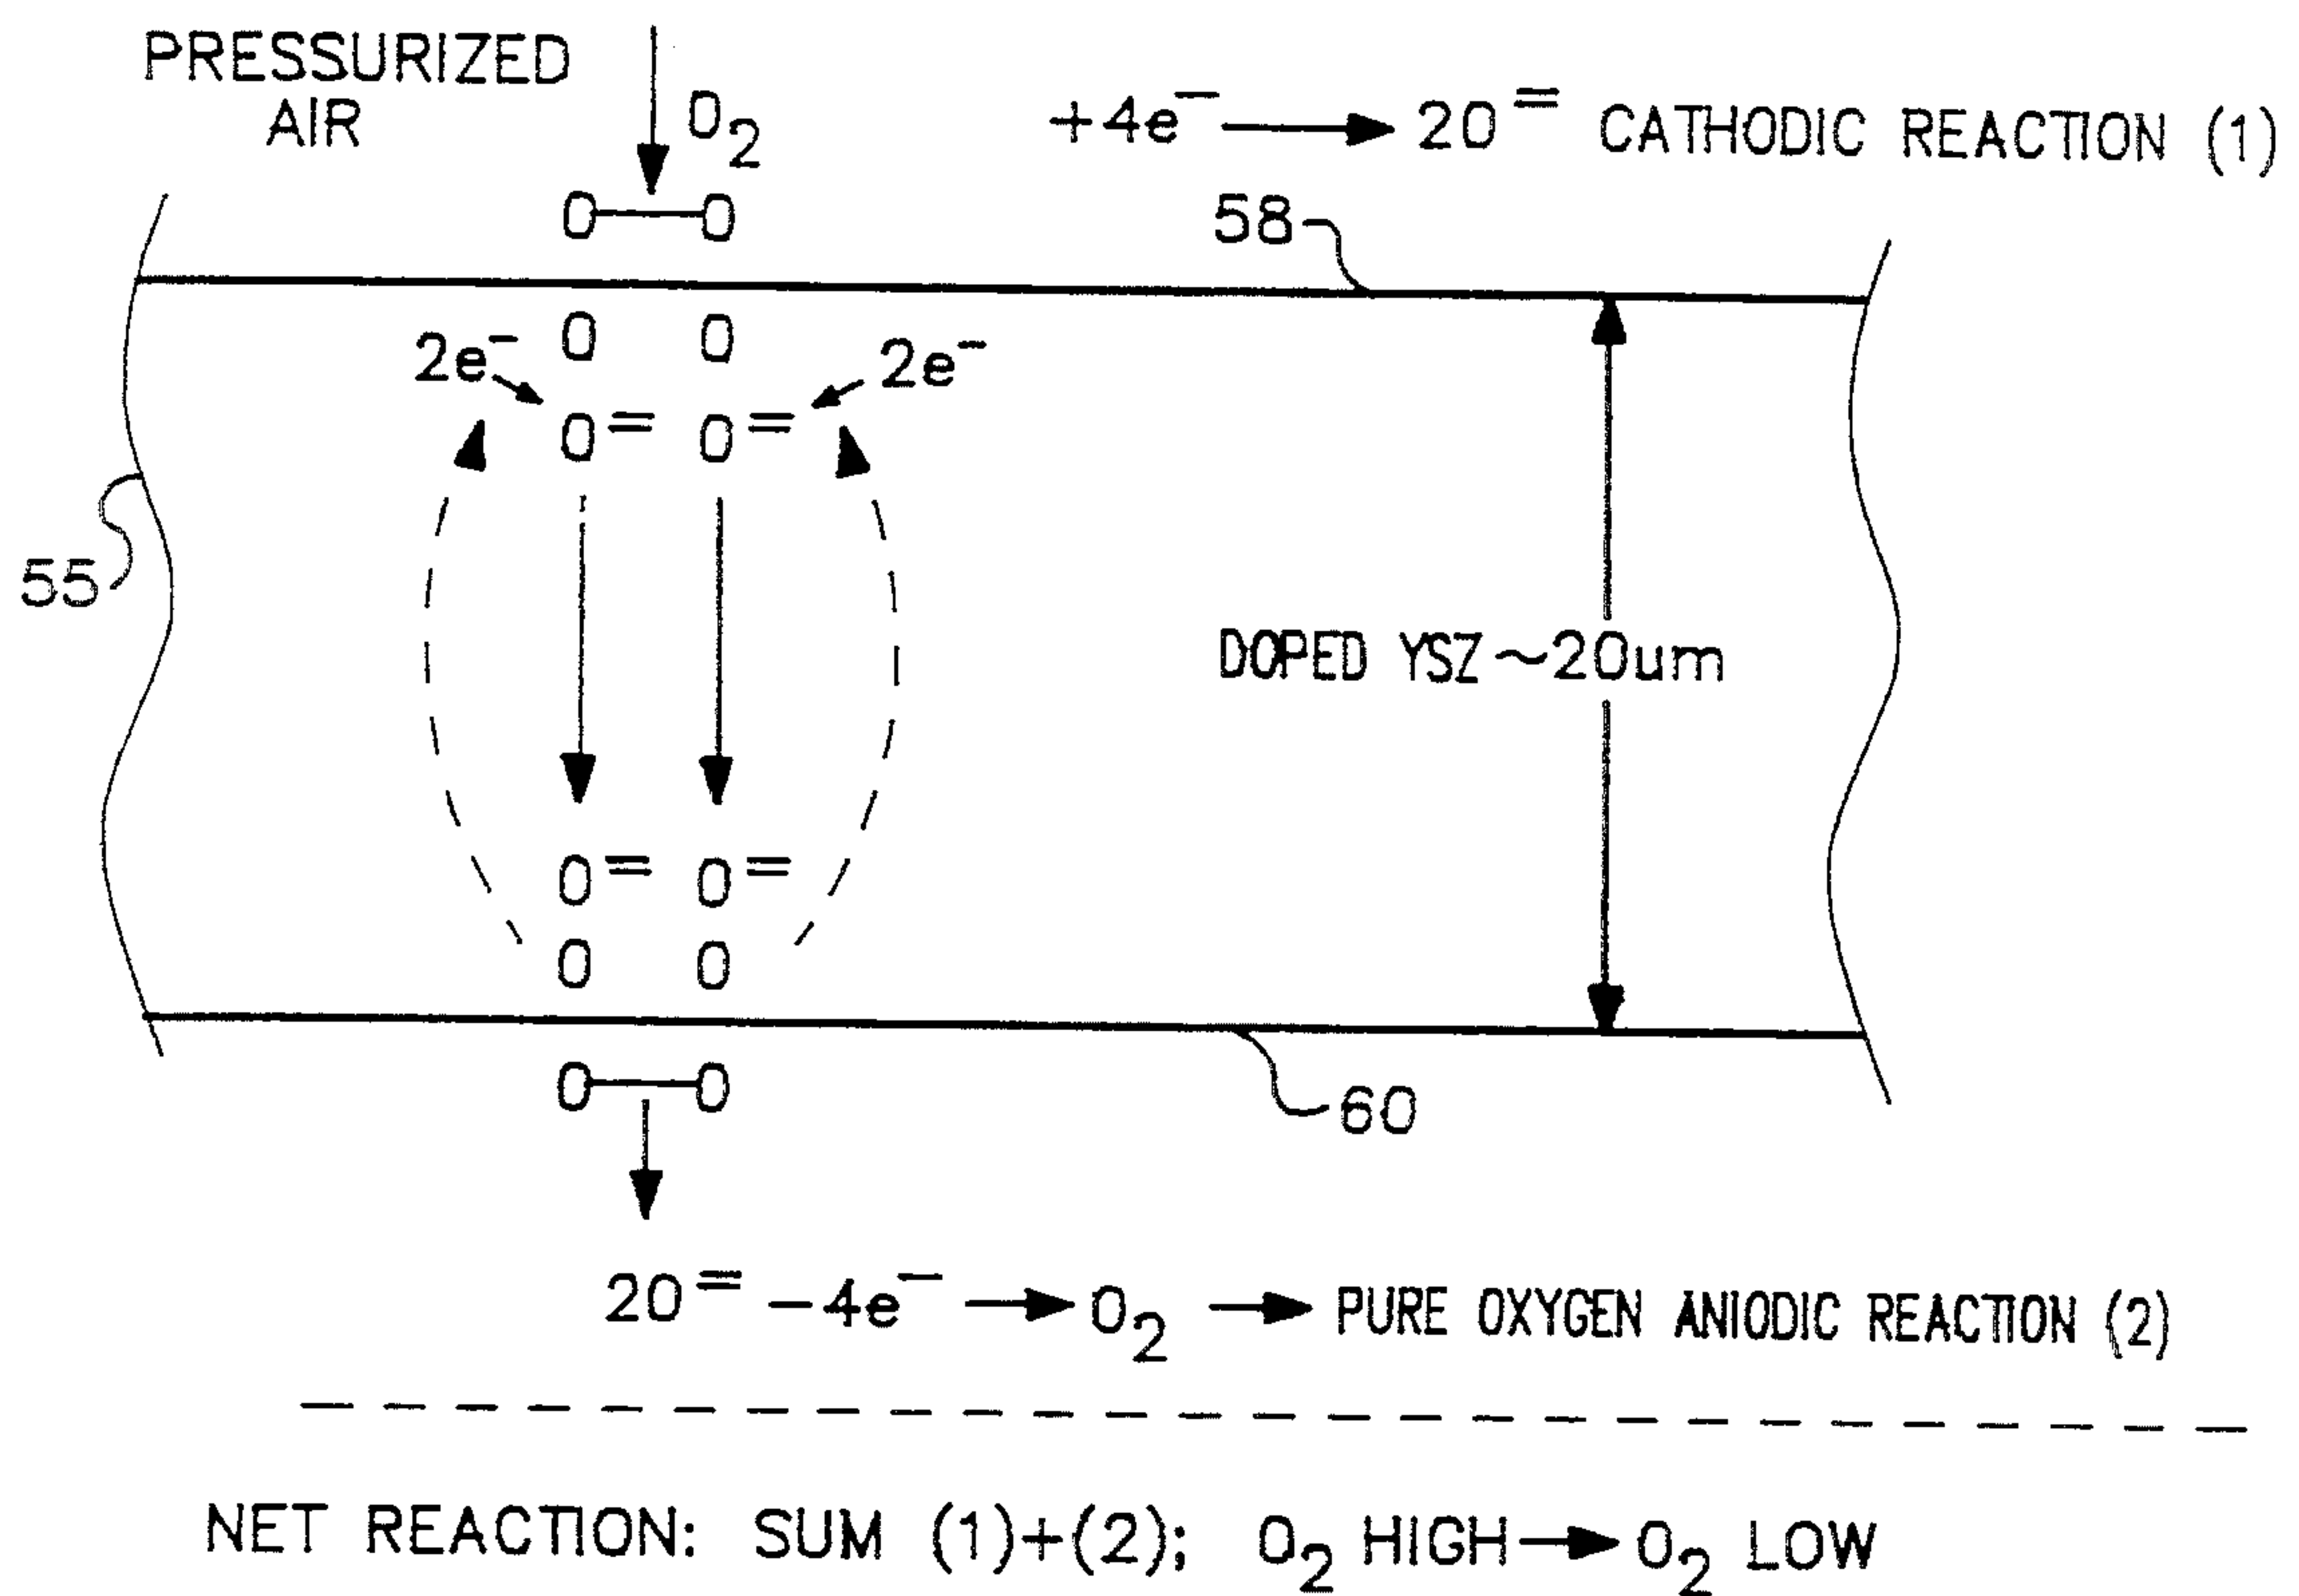 PRESSURIZED
AIR
O₂ +4e⁻ → 2O⁼ CATHODIC REACTION (1)
O—O
58
O O
2e⁻ 2e⁻
O⁼ O⁼
55
DOPED YSZ ~20um
O⁼ O⁼
O O
O—O
60
2O⁼ −4e⁻ → O₂ → PURE OXYGEN ANIODIC REACTION (2)
NET REACTION: SUM (1)+(2); O₂ HIGH → O₂ LOW